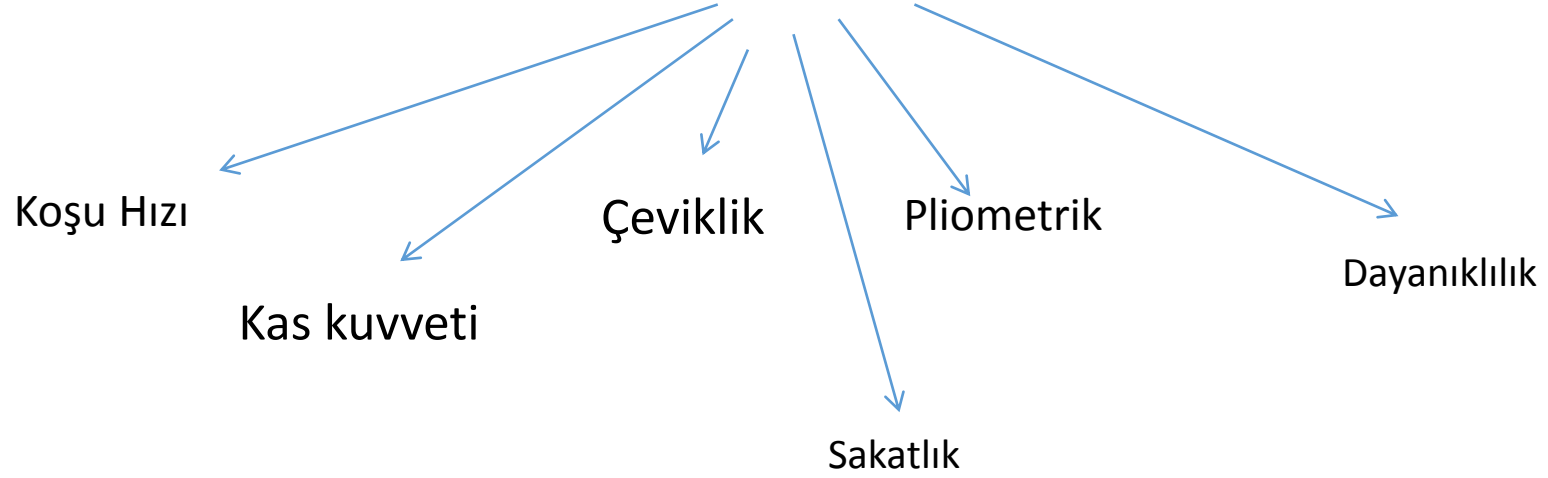 Koşu Hızı
Kas kuvveti
Çeviklik
Sakatlık
Pliometrik
Dayanıklılık